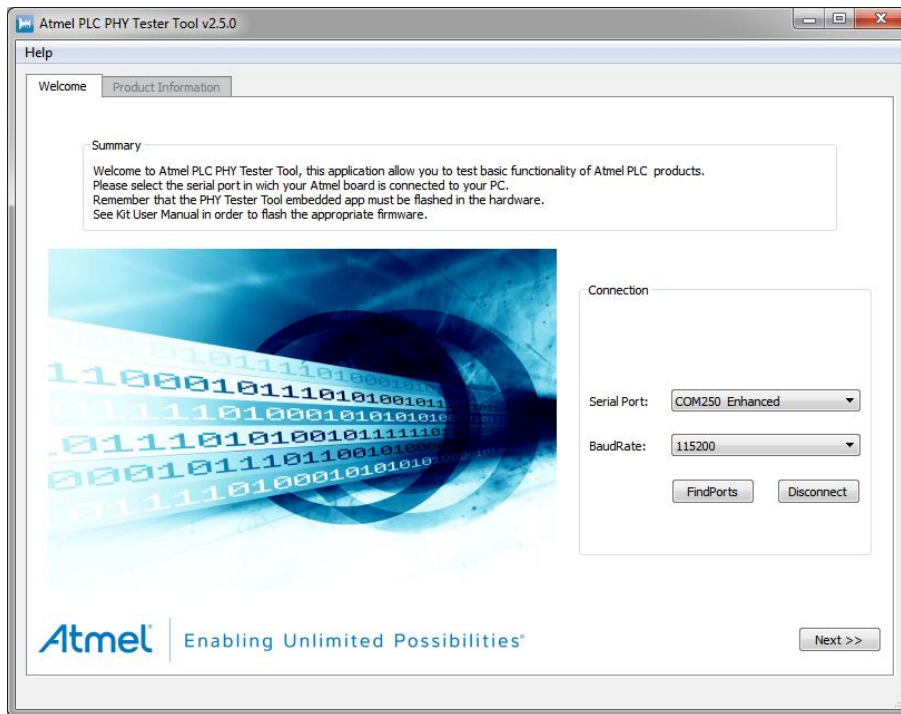 Atmel PLC PHY Tester Tool v2.5.0
Help
Welcome
Product Information
Summary
Welcome to Atmel PLC PHY Tester Tool, this application allow you to test basic functionality of Atmel PLC products.
Please select the serial port in wich your Atmel board is connected to your PC.
Remember that the PHY Tester Tool embedded app must be flashed in the hardware.
See Kit User Manual in order to flash the appropriate firmware.
Connection
Serial Port:
COM250 Enhanced
BaudRate:
115200
FindPorts
Disconnect
Atmel
Enabling Unlimited Possibilities®
Next >>